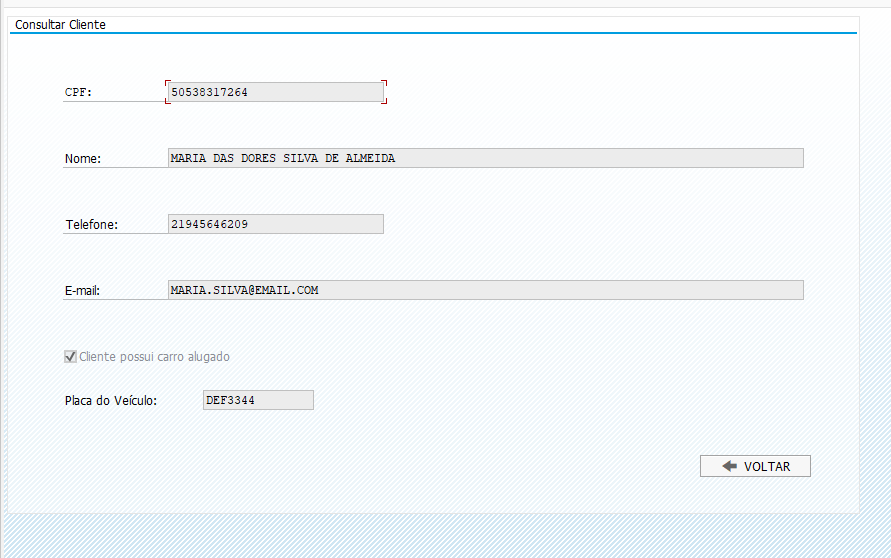 Consultar Cliente
CPF: 50538317264
Nome: MARIA DAS DORES SILVA DE ALMEIDA
Telefone: 21945646209
E-mail: MARIA.SILVA@EMAIL.COM
Cliente possui carro alugado
Placa do Veículo: DEF3344
VOLTAR